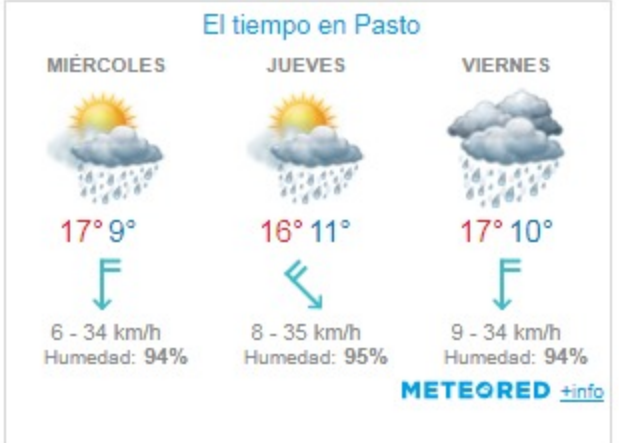 El tiempo en Pasto
MIÉRCOLES JUEVES VIERNES
17° 9° 16° 11° 17° 10°
6 - 34 km/h 8 - 35 km/h 9 - 34 km/h
Humedad: 94% Humedad: 95% Humedad: 94%
METEORED +info